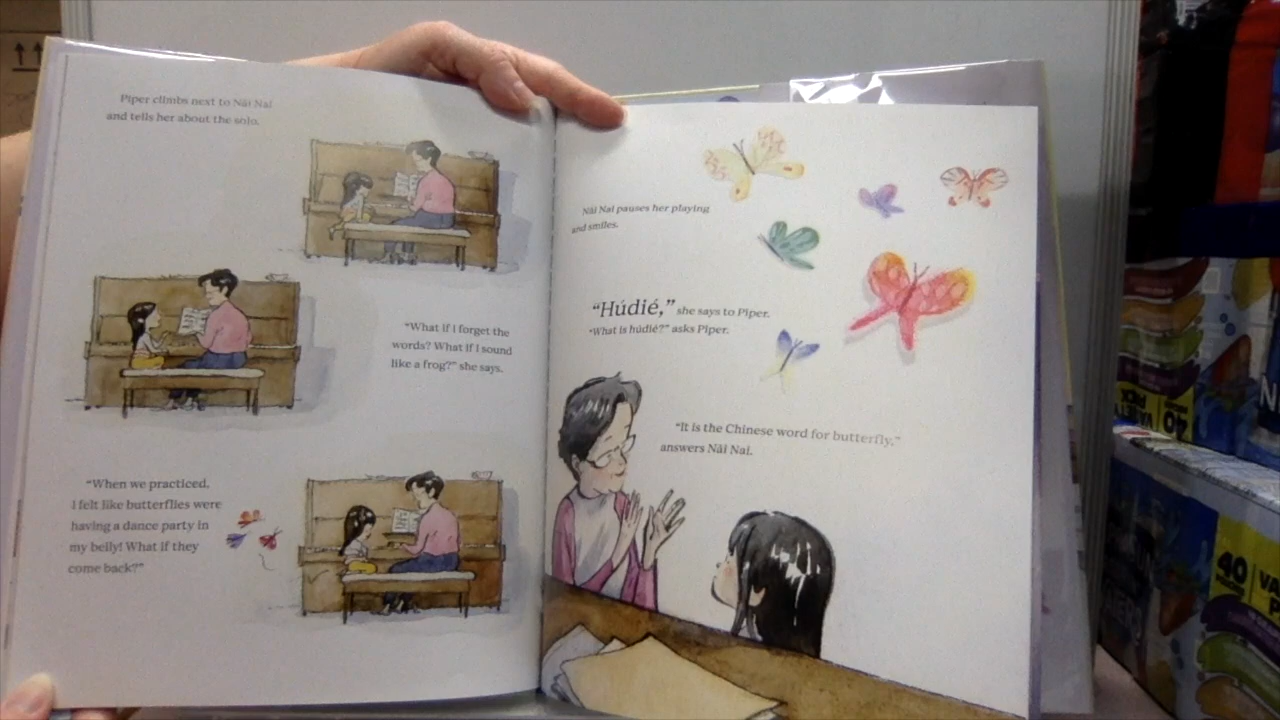 Piper climbs next to Nǎi Nai
and tells her about the solo.
"What if I forget the
words? What if I sound
like a frog?" she says.
"When we practiced,
I felt like butterflies were
having a dance party in
my belly! What if they
come back?"
Nǎi Nai pauses her playing
and smiles.
"Húdié," she says to Piper.
"What is húdié?" asks Piper.
"It is the Chinese word for butterfly,"
answers Nǎi Nai.
VARIETY
PACK
40
40